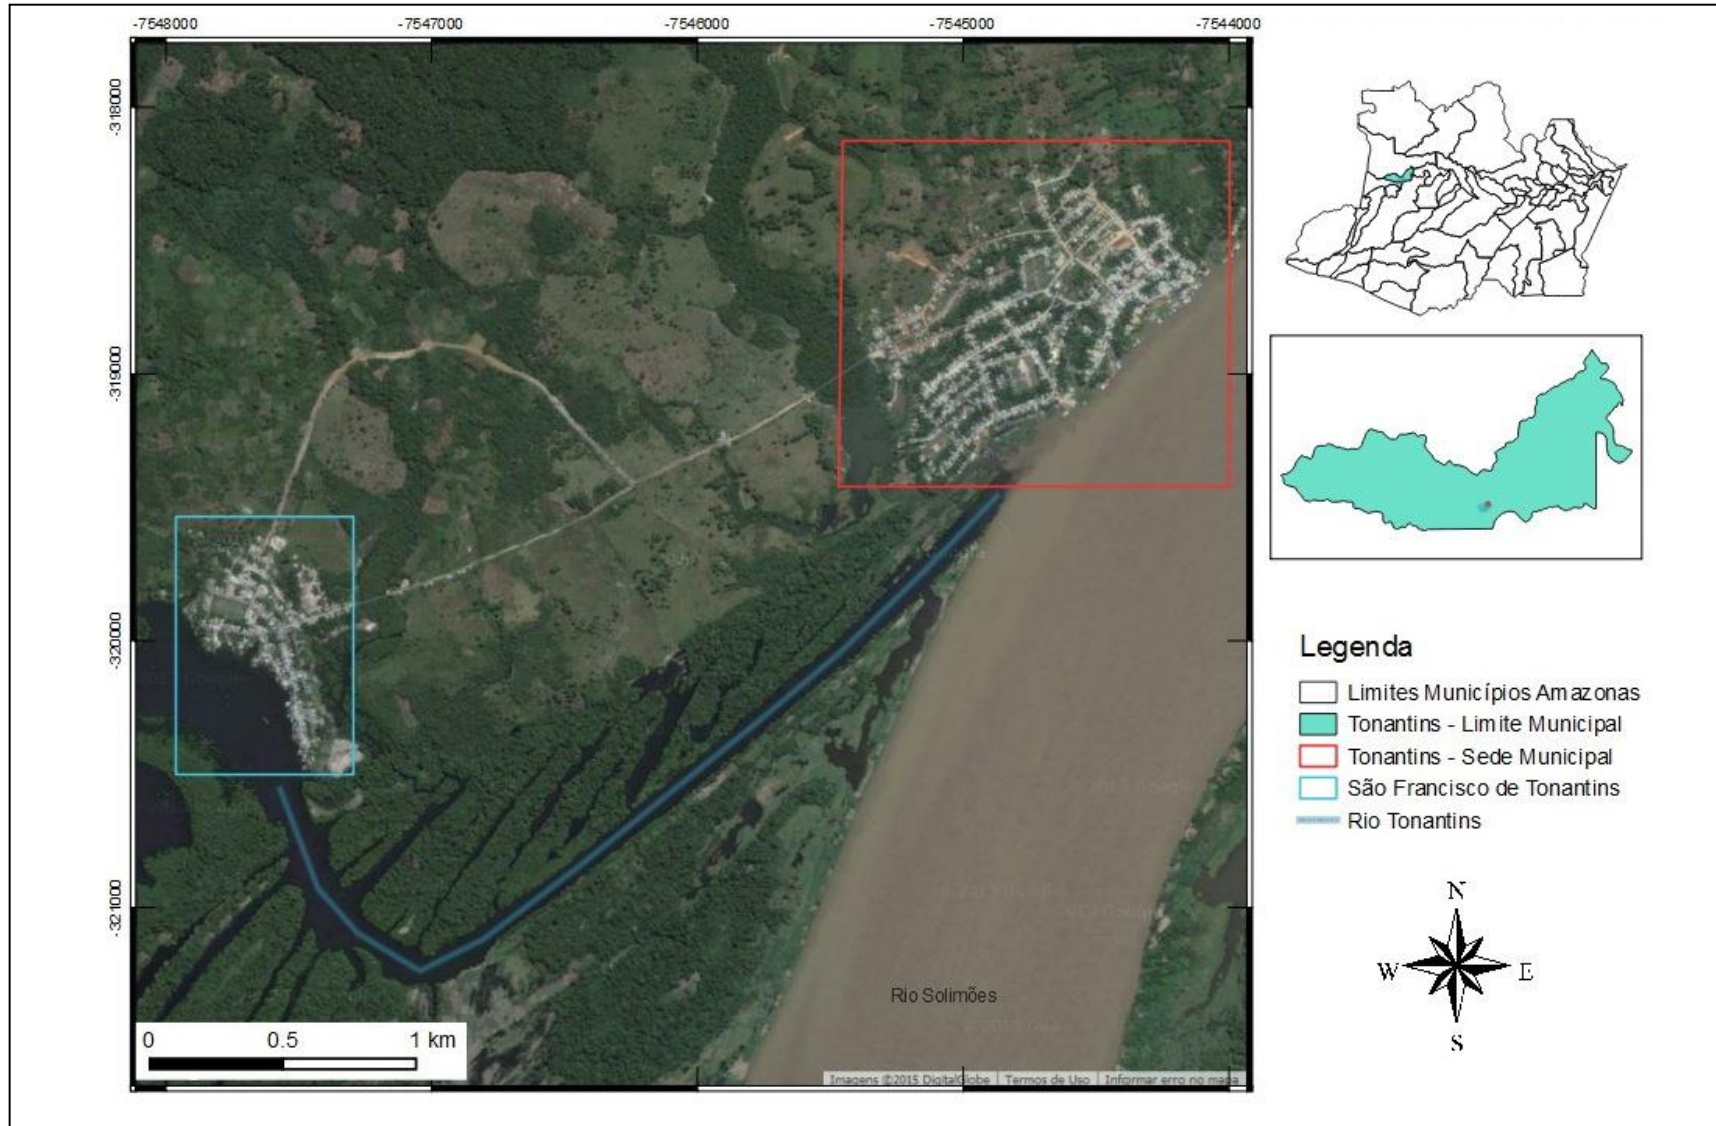 -7548000 -7547000 -7546000 -7545000 -7544000
-318000
-319000
-320000
-321000
Rio Solimões
0 0.5 1 km
Imagens ©2015 DigitalGlobe Termos de Uso Informar erro no mapa
Legenda
Limites Municípios Amazonas
Tonantins - Limite Municipal
Tonantins - Sede Municipal
São Francisco de Tonantins
Rio Tonantins
N
W E
S